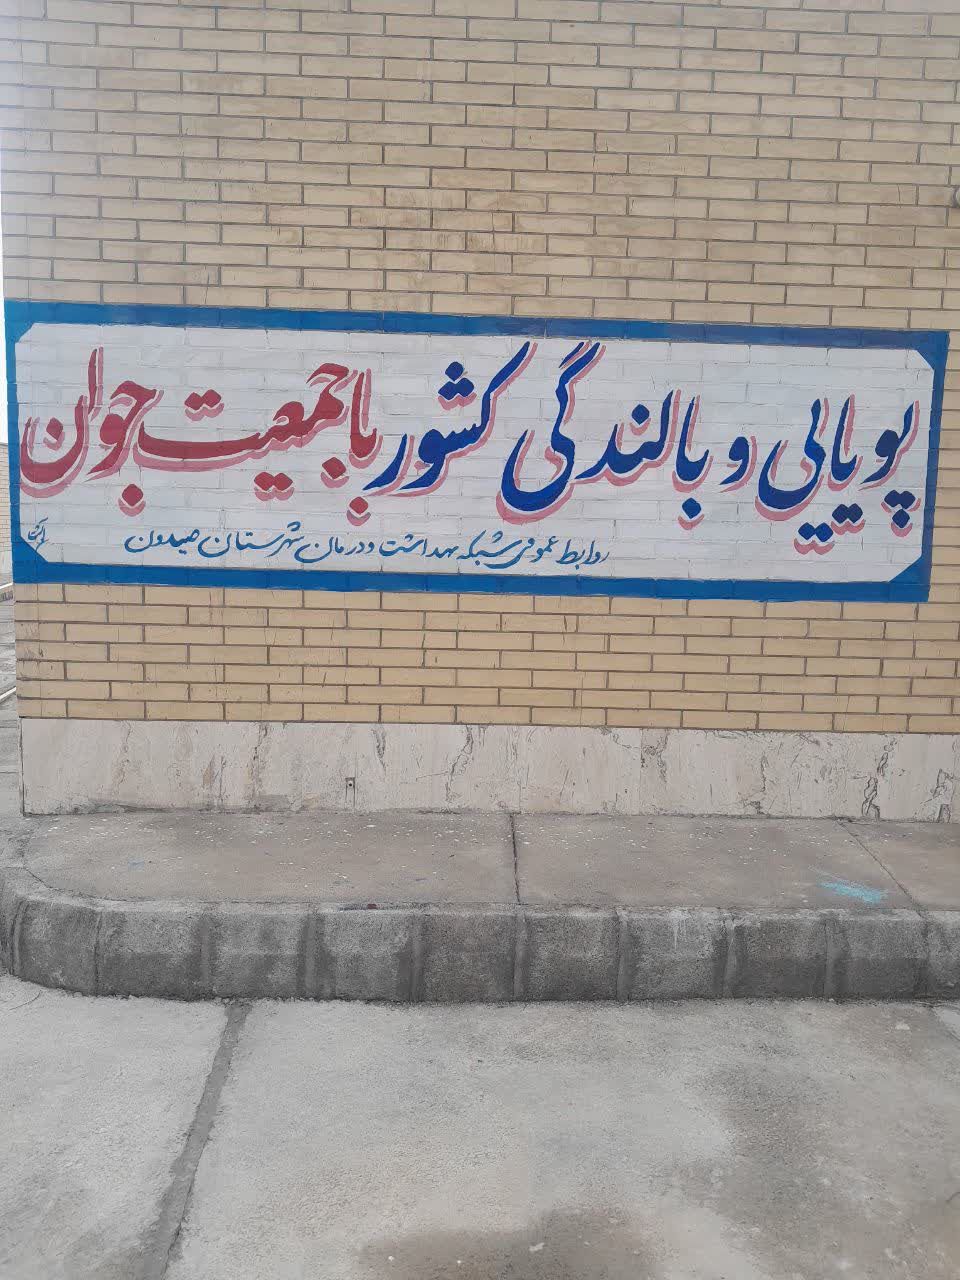 پویایی و بالندگی کشور با جمعیت جوان
روابط عمومی شبکه بهداشت و درمان شهرستان صیدون